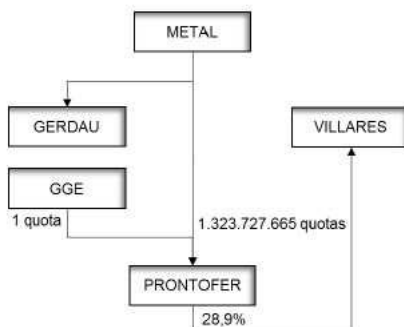 METAL
GERDAU
VILLARES
GGE
1 quota
1.323.727.665 quotas
PRONTOFER
28,9%